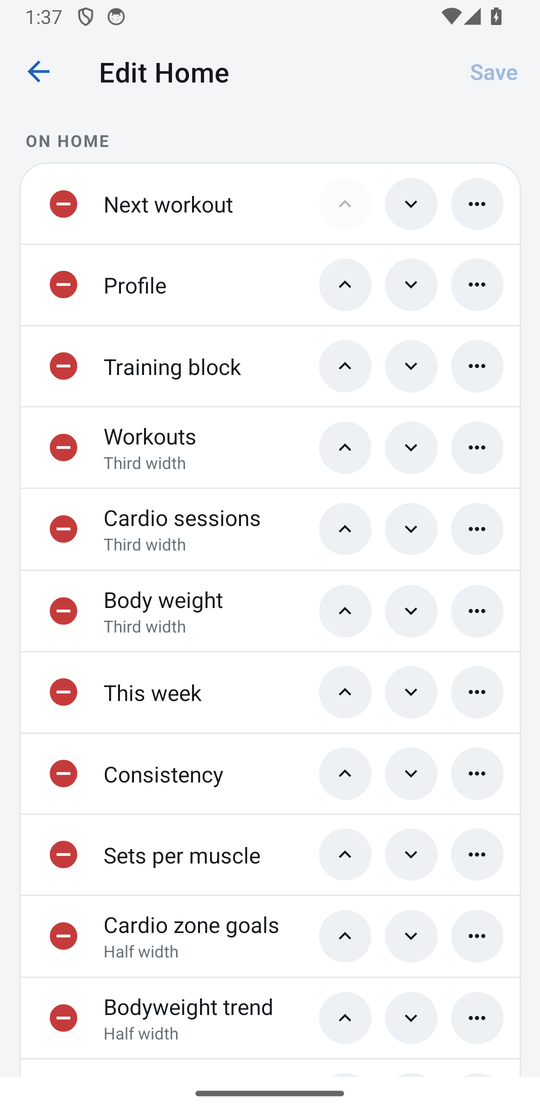 1:37
Edit Home
Save
ON HOME
Next workout
Profile
Training block
Workouts
Third width
Cardio sessions
Third width
Body weight
Third width
This week
Consistency
Sets per muscle
Cardio zone goals
Half width
Bodyweight trend
Half width